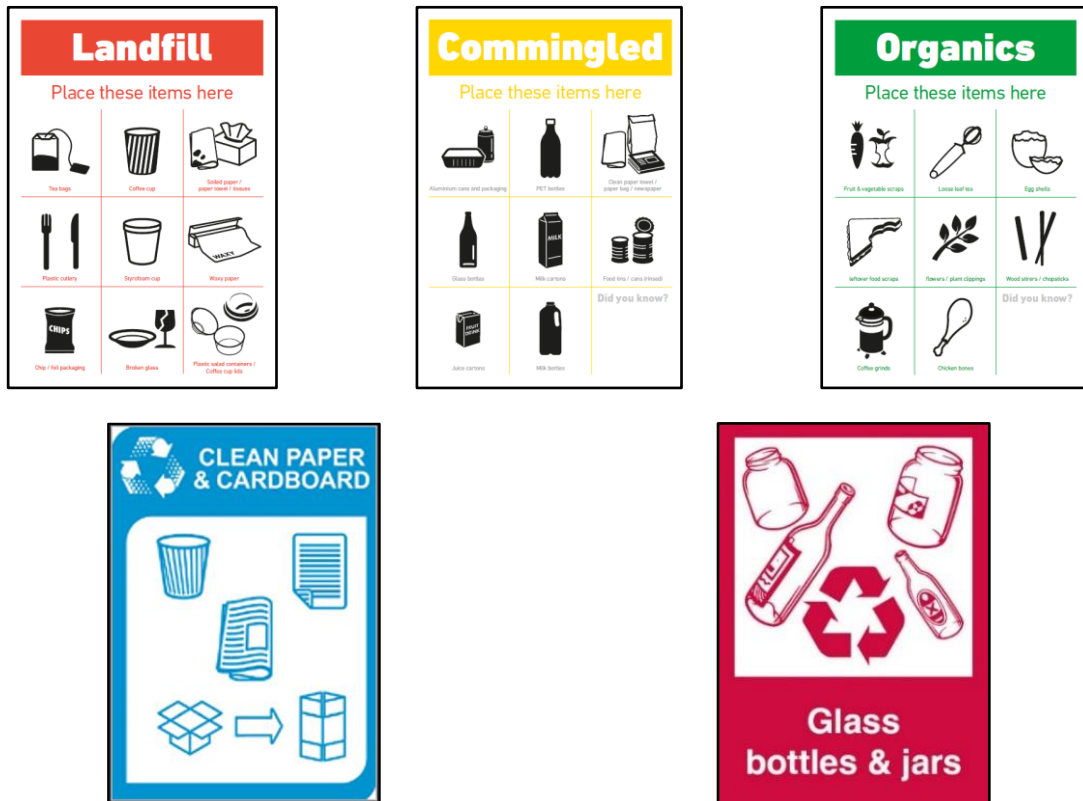 Landfill
Place these items here
Tea bags
Coffee cup
Soiled paper /
paper towel / tissues
Plastic cutlery
Styrofoam cup
WAXY
Waxy paper
CHIPS
Chip / foil packaging
Broken glass
Plastic salad containers /
Coffee cup lids
Commingled
Place these items here
Aluminium cans and packaging
PET bottles
Clean paper towel /
paper bag / newspaper
Glass bottles
MILK
Milk cartons
Food tins / cans (rinsed)
FRUIT
DRINK
Juice cartons
Milk bottles
Did you know?
Organics
Place these items here
Fruit & vegetable scraps
Loose leaf tea
Egg shells
leftover food scraps
flowers / plant clippings
Wood stirrers / chopsticks
Coffee grinds
Chicken bones
Did you know?
CLEAN PAPER
& CARDBOARD
Glass
bottles & jars